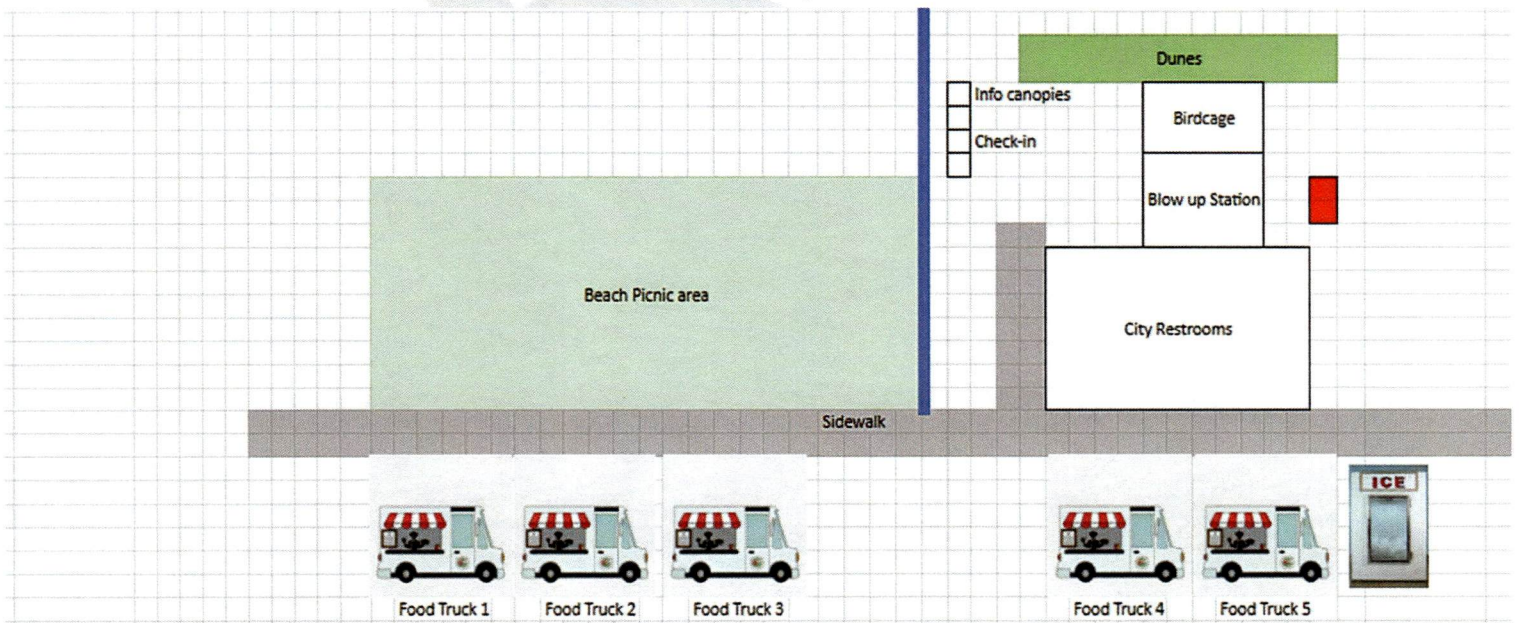 Dunes
Info canopies
Birdcage
Check-in
Blow up Station
Beach Picnic area
City Restrooms
Sidewalk
ICE
Food Truck 1
Food Truck 2
Food Truck 3
Food Truck 4
Food Truck 5